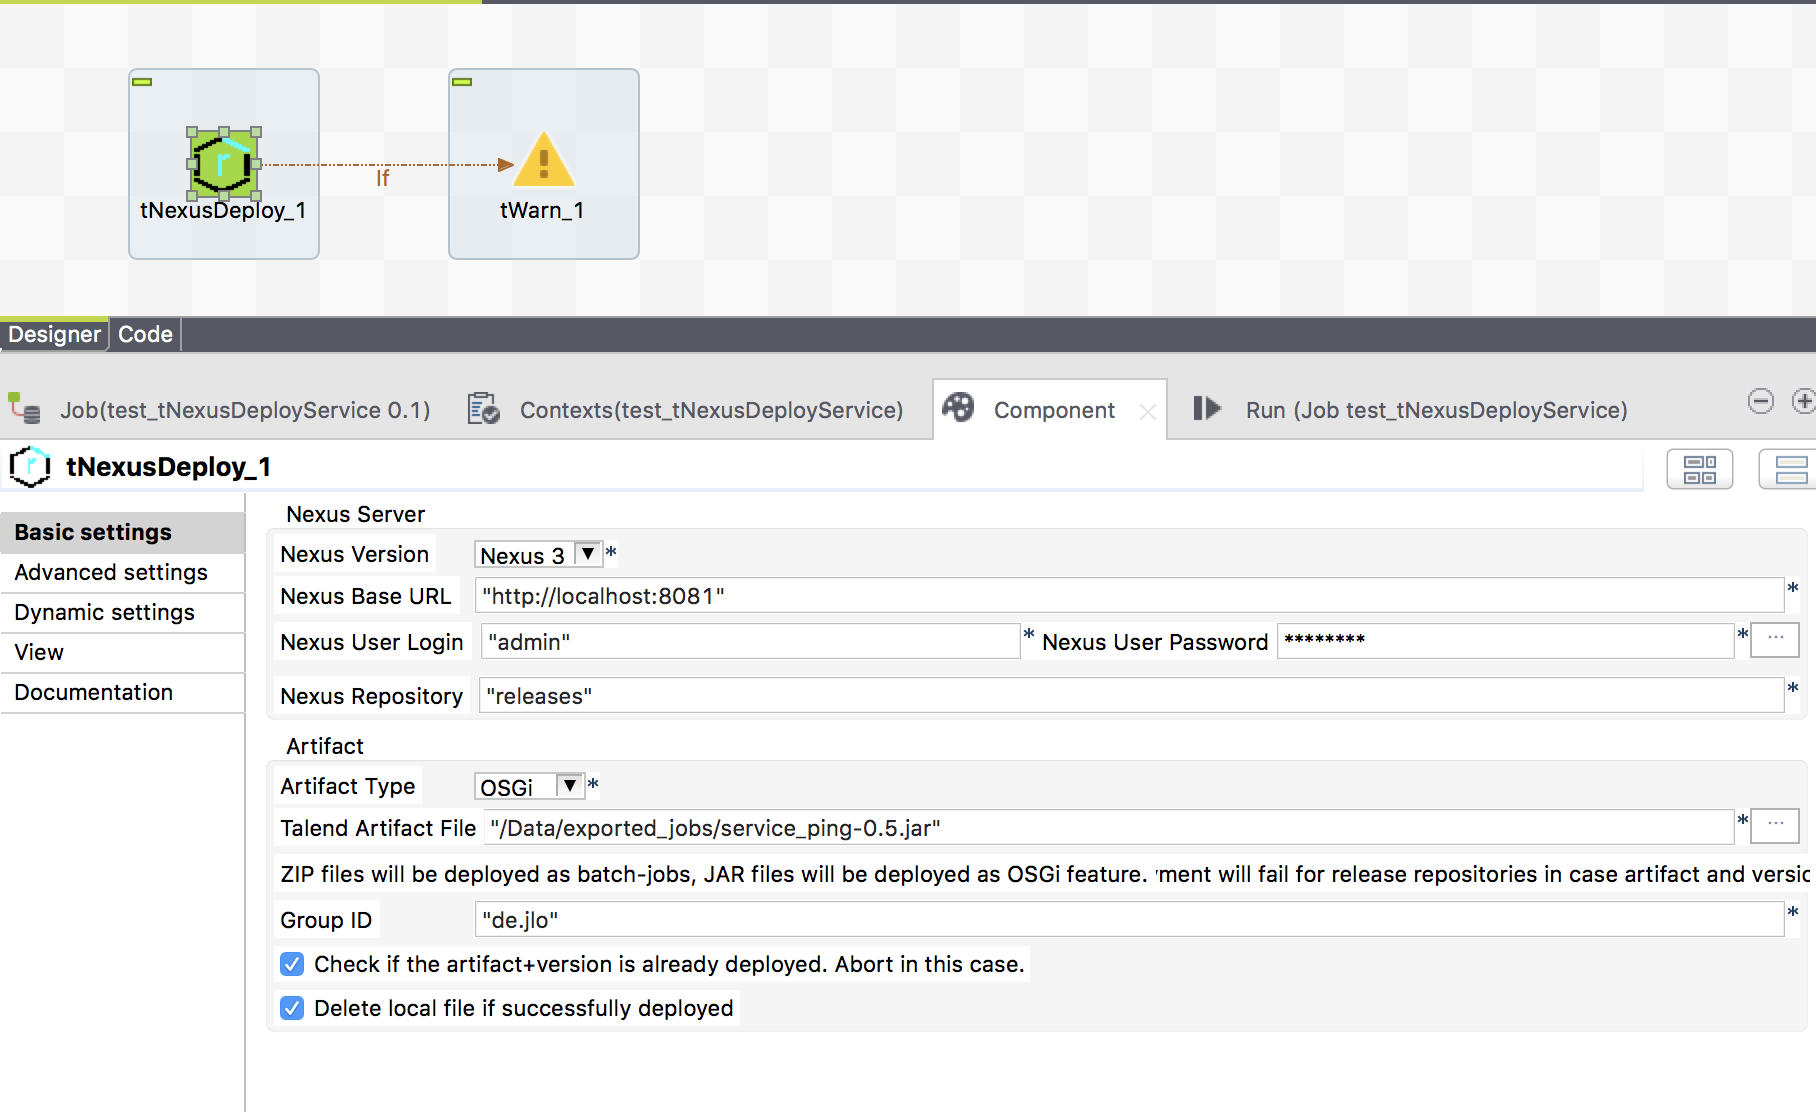 If
tNexusDeploy_1
tWarn_1
Designer
Code
Job(test_tNexusDeployService 0.1)
Contexts(test_tNexusDeployService)
Component
Run (Job test_tNexusDeployService)
tNexusDeploy_1
Basic settings
Advanced settings
Dynamic settings
View
Documentation
Nexus Server
Nexus Version Nexus 3 *
Nexus Base URL "http://localhost:8081" *
Nexus User Login "admin" * Nexus User Password ******** * ...
Nexus Repository "releases" *
Artifact
Artifact Type OSGi *
Talend Artifact File "/Data/exported_jobs/service_ping-0.5.jar" * ...
ZIP files will be deployed as batch-jobs, JAR files will be deployed as OSGi feature. ment will fail for release repositories in case artifact and versio
Group ID "de.jlo" *
Check if the artifact+version is already deployed. Abort in this case.
Delete local file if successfully deployed